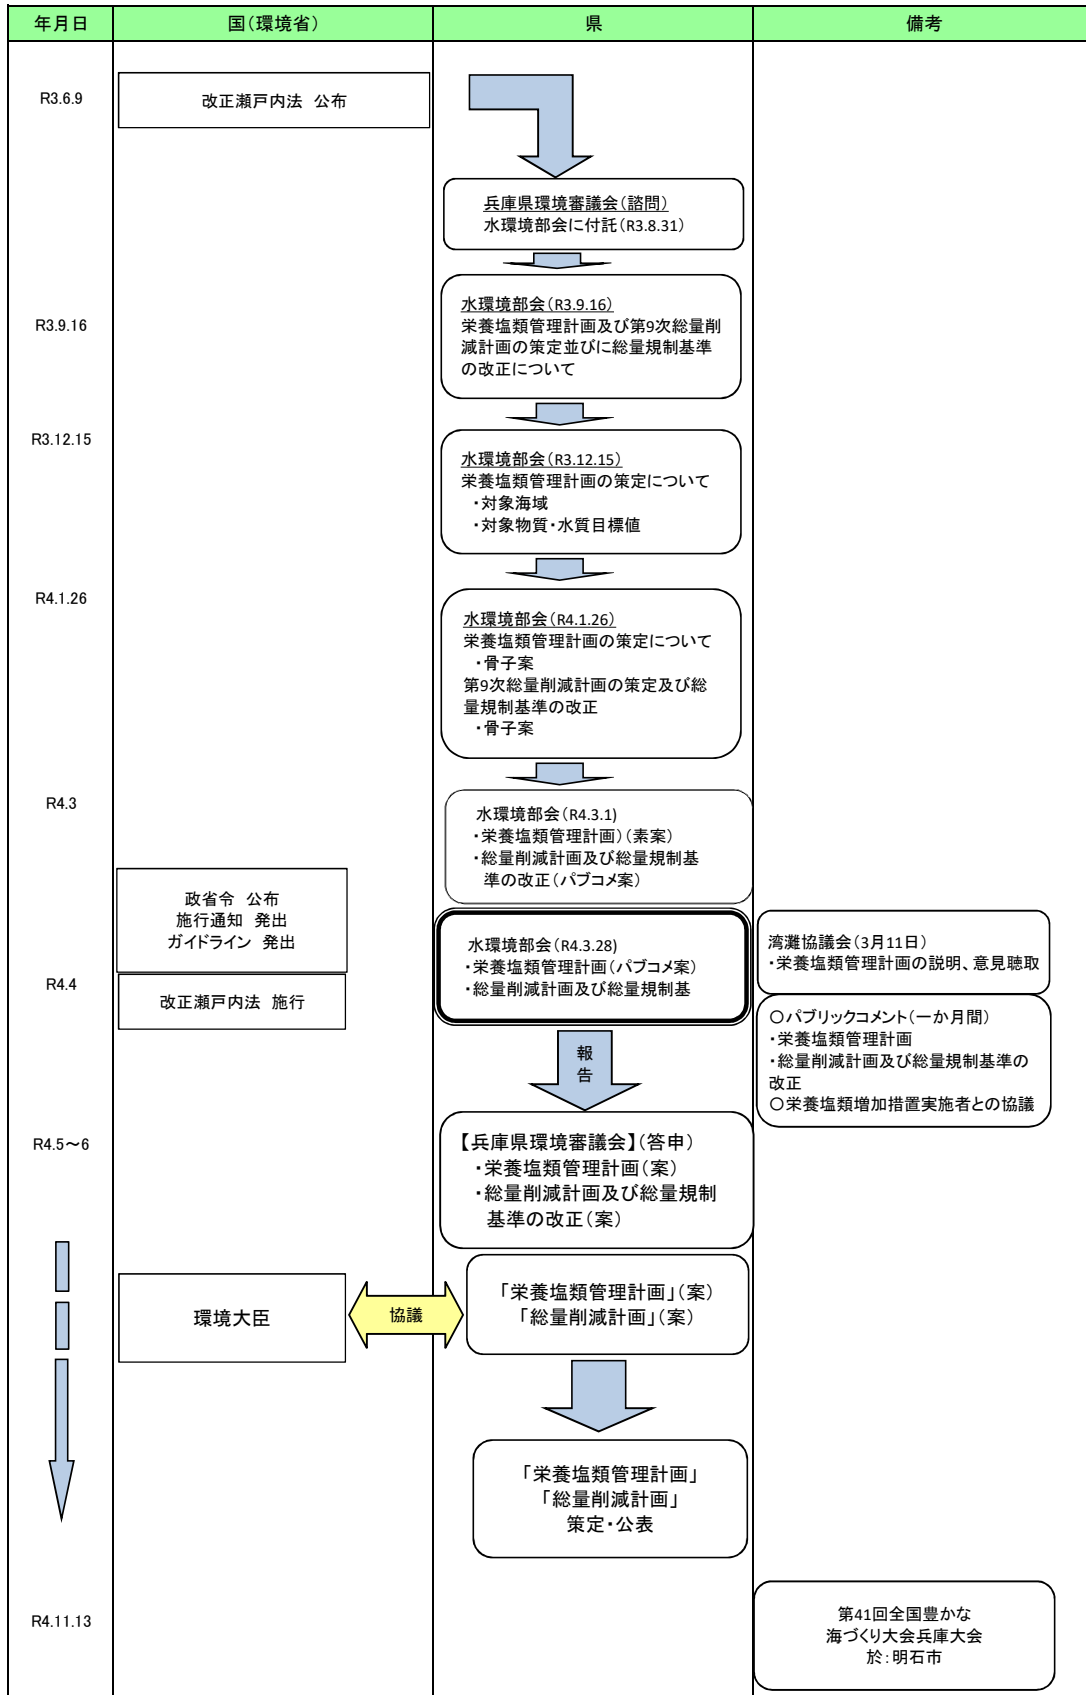 年月日
国(環境省)
県
備考
R3.6.9
改正瀬戸内法 公布
兵庫県環境審議会(諮問)
水環境部会に付託(R3.8.31)
R3.9.16
水環境部会(R3.9.16)
栄養塩類管理計画及び第9次総量削
減計画の策定並びに総量規制基準
の改正について
R3.12.15
水環境部会(R3.12.15)
栄養塩類管理計画の策定について
・対象海域
・対象物質・水質目標値
R4.1.26
水環境部会(R4.1.26)
栄養塩類管理計画の策定について
・骨子案
第9次総量削減計画の策定及び総
量規制基準の改正
・骨子案
R4.3
水環境部会(R4.3.1)
・栄養塩類管理計画)(素案)
・総量削減計画及び総量規制基
準の改正(パブコメ案)
政省令 公布
施行通知 発出
ガイドライン 発出
水環境部会(R4.3.28)
・栄養塩類管理計画(パブコメ案)
・総量削減計画及び総量規制基
湾灘協議会(3月11日)
・栄養塩類管理計画の説明、意見聴取
R4.4
改正瀬戸内法 施行
〇パブリックコメント(一か月間)
・栄養塩類管理計画
・総量削減計画及び総量規制基準の
改正
〇栄養塩類増加措置実施者との協議
報
告
R4.5～6
【兵庫県環境審議会】(答申)
・栄養塩類管理計画(案)
・総量削減計画及び総量規制
基準の改正(案)
環境大臣
協議
「栄養塩類管理計画」(案)
「総量削減計画」(案)
「栄養塩類管理計画」
「総量削減計画」
策定・公表
R4.11.13
第41回全国豊かな
海づくり大会兵庫大会
於:明石市